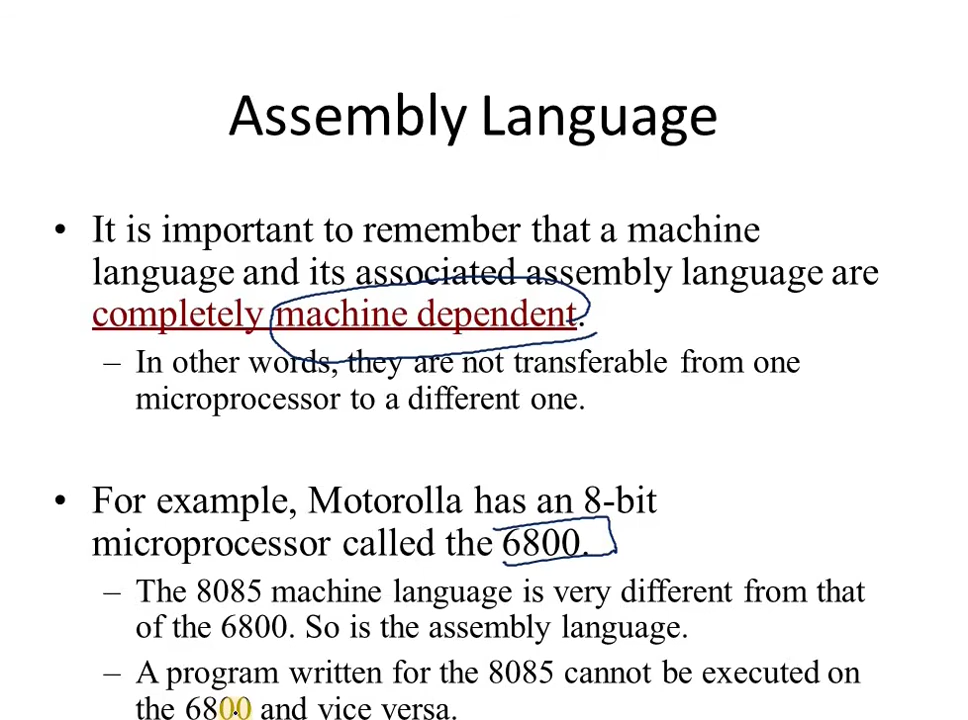 Assembly Language
• It is important to remember that a machine
language and its associated assembly language are
completely machine dependent.
– In other words, they are not transferable from one
microprocessor to a different one.
• For example, Motorolla has an 8-bit
microprocessor called the 6800.
– The 8085 machine language is very different from that
of the 6800. So is the assembly language.
– A program written for the 8085 cannot be executed on
the 6800 and vice versa.